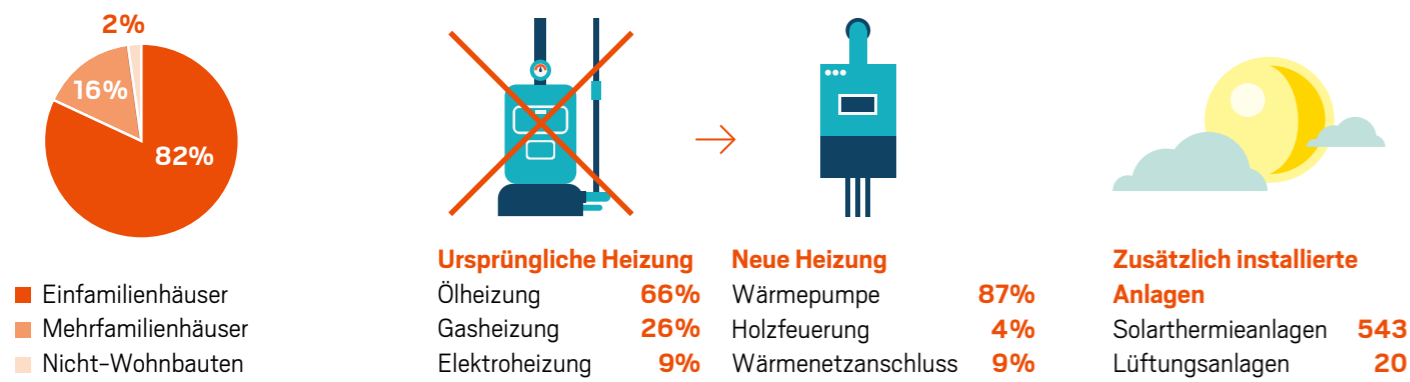 2%
16%
82%
Einfamilienhäuser
Mehrfamilienhäuser
Nicht-Wohnbauten
Ursprüngliche Heizung
Ölheizung 66%
Gasheizung 26%
Elektroheizung 9%
Neue Heizung
Wärmepumpe 87%
Holzfeuerung 4%
Wärmenetzanschluss 9%
Zusätzlich installierte
Anlagen
Solarthermieanlagen 543
Lüftungsanlagen 20